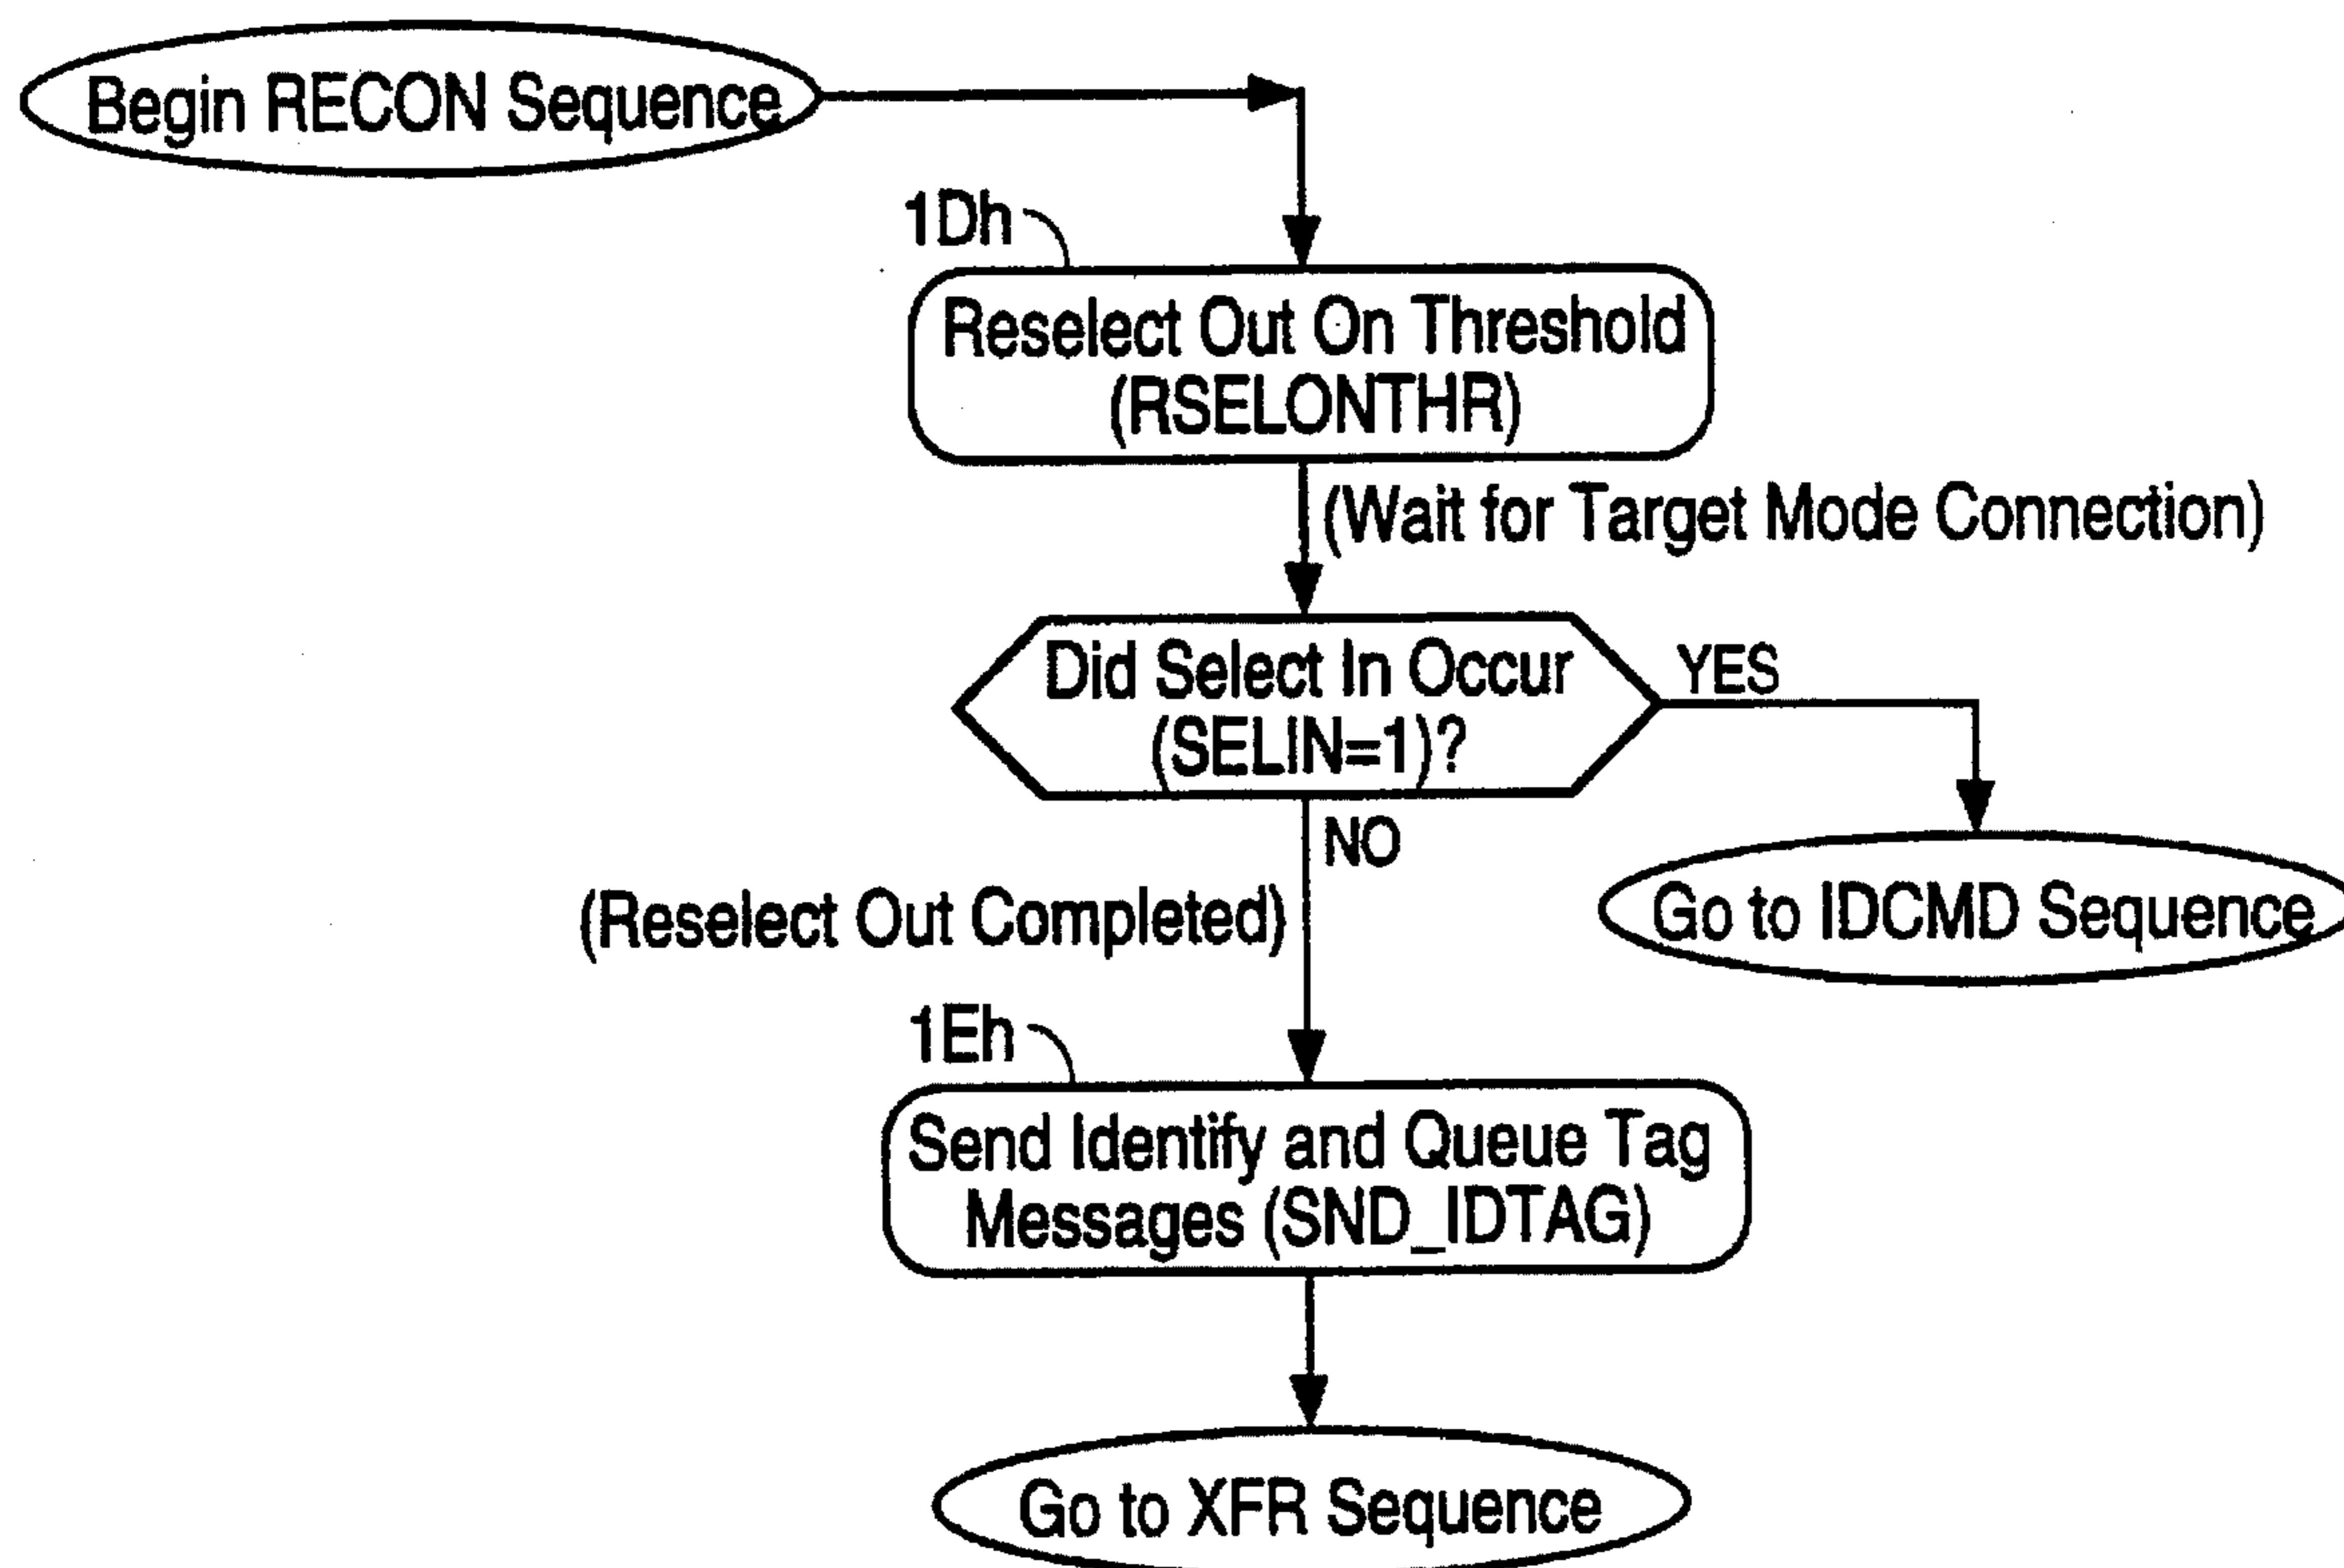 Begin RECON Sequence
1Dh
Reselect Out On Threshold
(RSELONTHR)
(Wait for Target Mode Connection)
Did Select In Occur
(SELIN=1)?
YES
NO
(Reselect Out Completed)
Go to IDCMD Sequence
1Eh
Send Identify and Queue Tag
Messages (SND_IDTAG)
Go to XFR Sequence